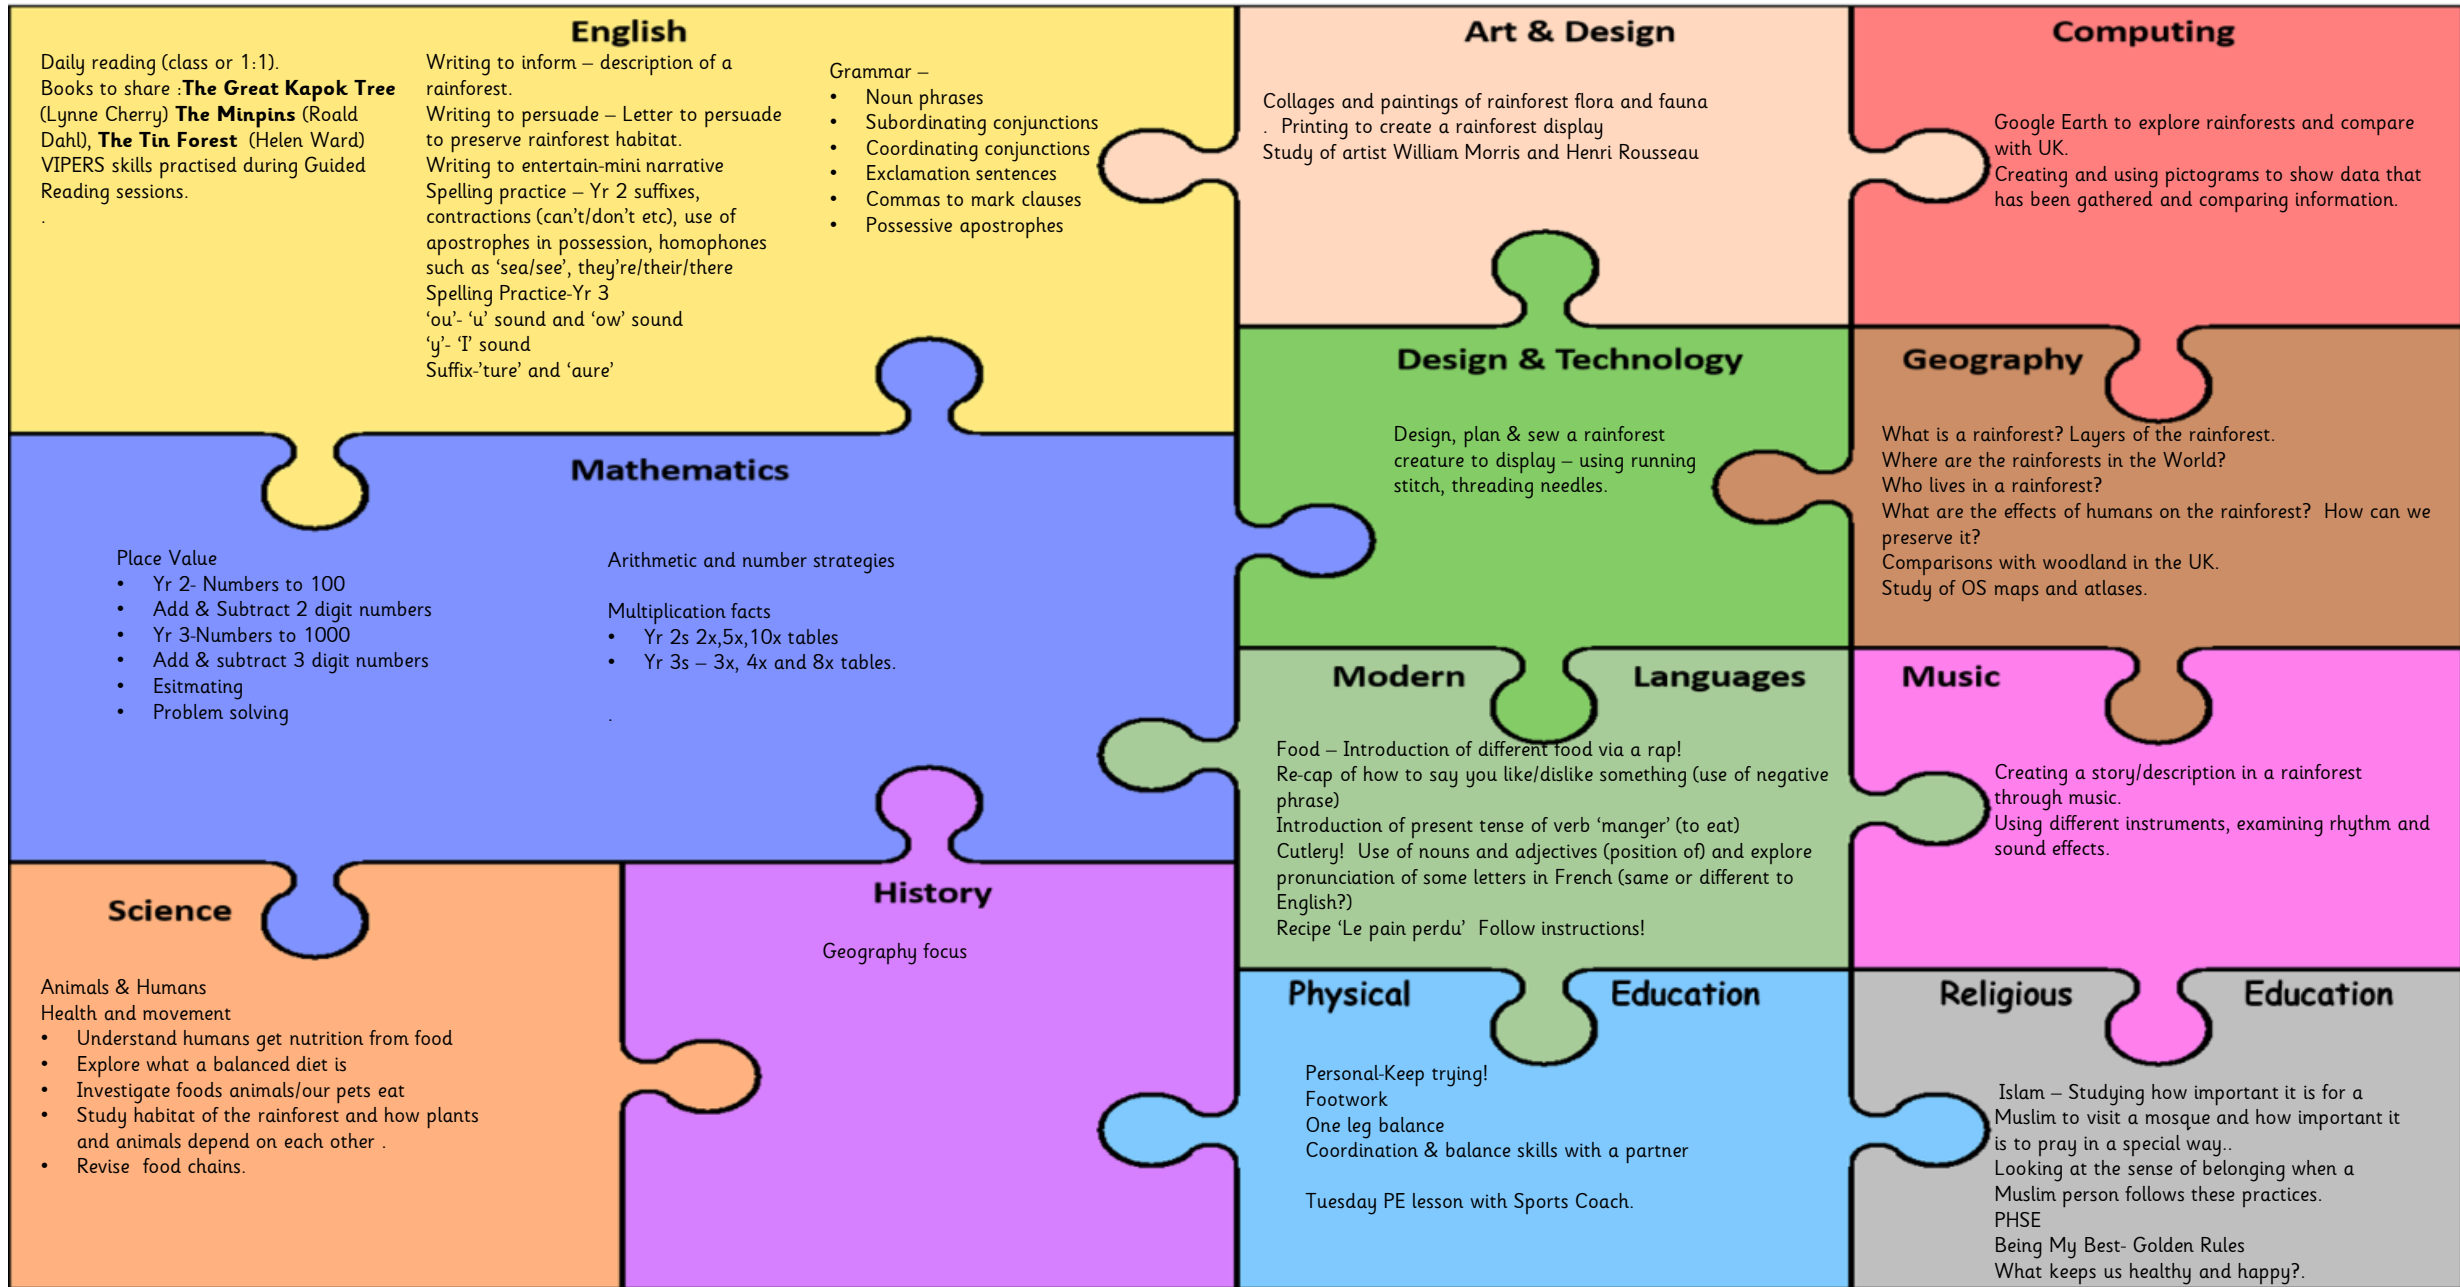 English
Daily reading (class or 1:1).
Books to share :The Great Kapok Tree
(Lynne Cherry) The Minpins (Roald
Dahl), The Tin Forest (Helen Ward)
VIPERS skills practised during Guided
Reading sessions.
.
Writing to inform – description of a
rainforest.
Writing to persuade – Letter to persuade
to preserve rainforest habitat.
Writing to entertain-mini narrative
Spelling practice – Yr 2 suffixes,
contractions (can’t/don’t etc), use of
apostrophes in possession, homophones
such as ‘sea/see’, they’re/their/there
Spelling Practice-Yr 3
‘ou’- ‘u’ sound and ‘ow’ sound
‘y’- ‘I’ sound
Suffix-’ture’ and ‘aure’
Grammar –
• Noun phrases
• Subordinating conjunctions
• Coordinating conjunctions
• Exclamation sentences
• Commas to mark clauses
• Possessive apostrophes
Art & Design
Collages and paintings of rainforest flora and fauna
. Printing to create a rainforest display
Study of artist William Morris and Henri Rousseau
Computing
Google Earth to explore rainforests and compare
with UK.
Creating and using pictograms to show data that
has been gathered and comparing information.
Mathematics
Place Value
• Yr 2- Numbers to 100
• Add & Subtract 2 digit numbers
• Yr 3-Numbers to 1000
• Add & subtract 3 digit numbers
• Esitmating
• Problem solving
Arithmetic and number strategies
Multiplication facts
• Yr 2s 2x,5x,10x tables
• Yr 3s – 3x, 4x and 8x tables.
.
Design & Technology
Design, plan & sew a rainforest
creature to display – using running
stitch, threading needles.
Geography
What is a rainforest? Layers of the rainforest.
Where are the rainforests in the World?
Who lives in a rainforest?
What are the effects of humans on the rainforest? How can we
preserve it?
Comparisons with woodland in the UK.
Study of OS maps and atlases.
Modern Languages
Food – Introduction of different food via a rap!
Re-cap of how to say you like/dislike something (use of negative
phrase)
Introduction of present tense of verb ‘manger’ (to eat)
Cutlery! Use of nouns and adjectives (position of) and explore
pronunciation of some letters in French (same or different to
English?)
Recipe ‘Le pain perdu’ Follow instructions!
Music
Creating a story/description in a rainforest
through music.
Using different instruments, examining rhythm and
sound effects.
Science
Animals & Humans
Health and movement
• Understand humans get nutrition from food
• Explore what a balanced diet is
• Investigate foods animals/our pets eat
• Study habitat of the rainforest and how plants
and animals depend on each other .
• Revise food chains.
History
Geography focus
Physical Education
Personal-Keep trying!
Footwork
One leg balance
Coordination & balance skills with a partner
Tuesday PE lesson with Sports Coach.
Religious Education
Islam – Studying how important it is for a
Muslim to visit a mosque and how important it
is to pray in a special way..
Looking at the sense of belonging when a
Muslim person follows these practices.
PHSE
Being My Best- Golden Rules
What keeps us healthy and happy?.